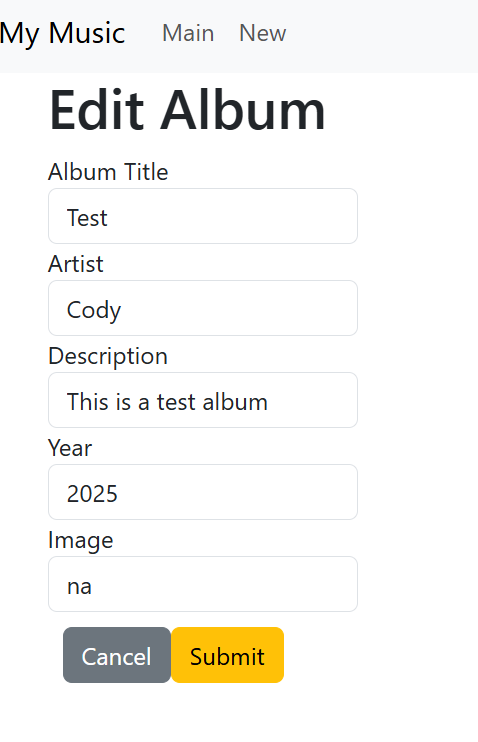 My Music Main New
Edit Album
Album Title
Test
Artist
Cody
Description
This is a test album
Year
2025
Image
na
Cancel Submit